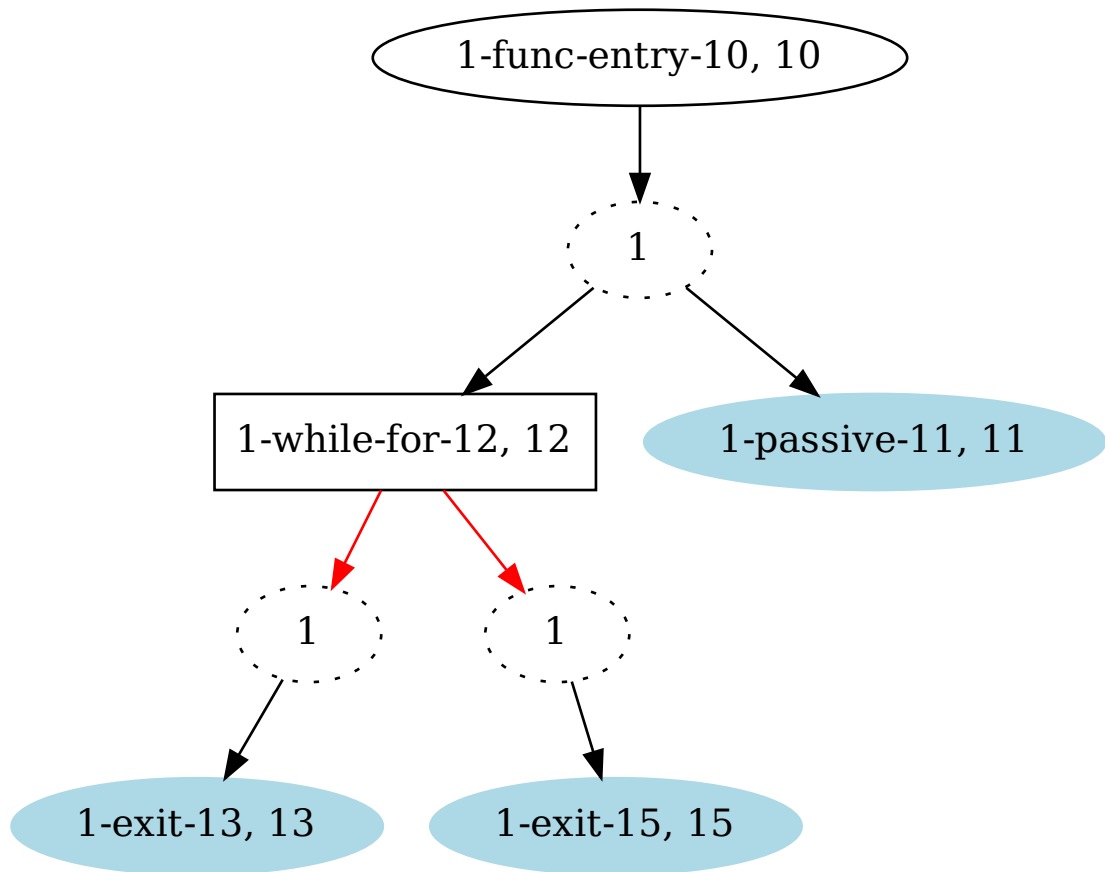 1-func-entry-10, 10
1
1-while-for-12, 12
1-passive-11, 11
1
1
1-exit-13, 13
1-exit-15, 15